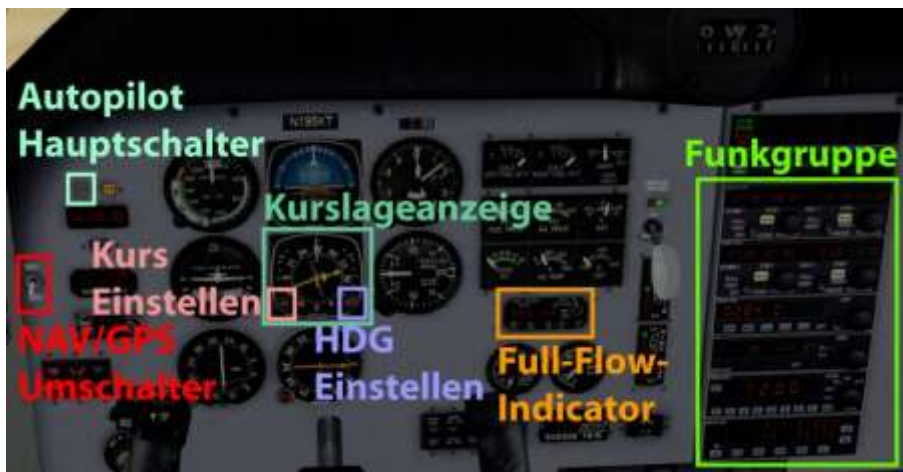 N195KT
Autopilot
Hauptschalter
Funkgruppe
Kurslageanzeige
Kurs
Einstellen
NAV/GPS
Umschalter
HDG
Einstellen
Full-Flow-
Indicator